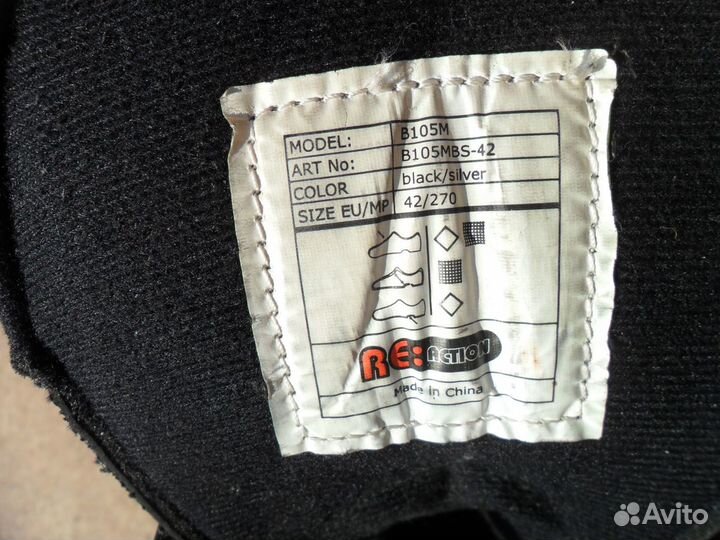 MODEL: B105M
ART No: B105MBS-42
COLOR black/silver
SIZE EU/MP 42/270
RE:ACTION
Made in China
Avito